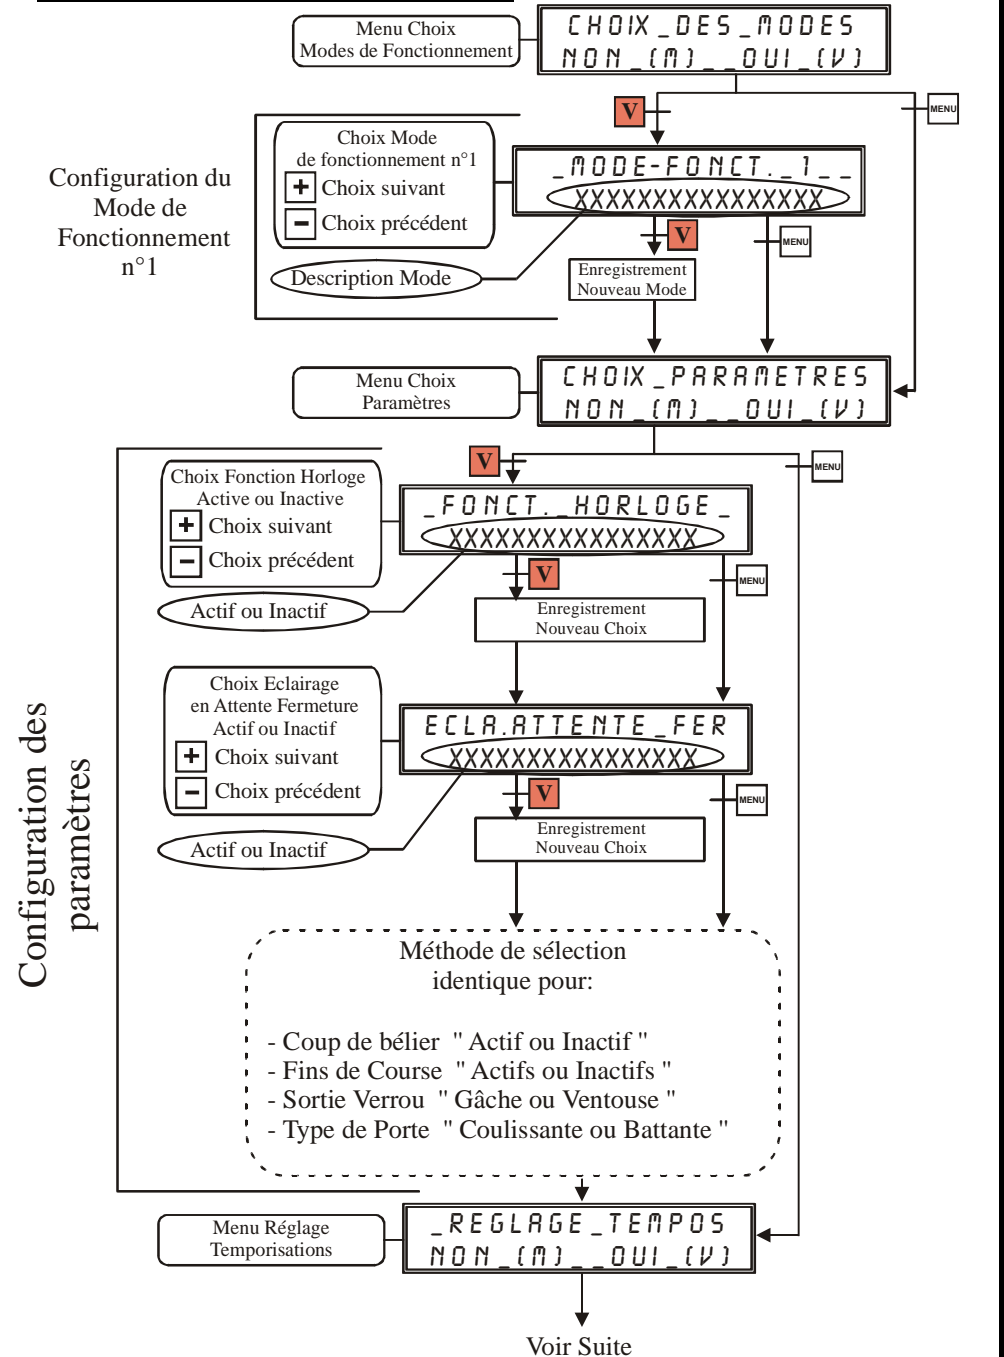 Menu Choix
Modes de Fonctionnement
CHOIX_DES_MODES
NON_(M)__OUI_(V)
V
MENU
Configuration du
Mode de
Fonctionnement
n°1
Choix Mode
de fonctionnement n°1
+ Choix suivant
- Choix précédent
_MODE-FONCT._1__
XXXXXXXXXXXXXXX
V
MENU
Description Mode
Enregistrement
Nouveau Mode
Menu Choix
Paramètres
CHOIX_PARAMETRES
NON_(M)__OUI_(V)
V
MENU
Configuration des
paramètres
Choix Fonction Horloge
Active ou Inactive
+ Choix suivant
- Choix précédent
_FONCT._HORLOGE_
XXXXXXXXXXXXXXX
V
MENU
Actif ou Inactif
Enregistrement
Nouveau Choix
Choix Eclairage
en Attente Fermeture
Actif ou Inactif
+ Choix suivant
- Choix précédent
ECLA.ATTENTE_FER
XXXXXXXXXXXXXXX
V
MENU
Actif ou Inactif
Enregistrement
Nouveau Choix
Méthode de sélection
identique pour:
- Coup de bélier " Actif ou Inactif "
- Fins de Course " Actifs ou Inactifs "
- Sortie Verrou " Gâche ou Ventouse "
- Type de Porte " Coulissante ou Battante "
Menu Réglage
Temporisations
_REGLAGE_TEMPOS
NON_(M)__OUI_(V)
Voir Suite